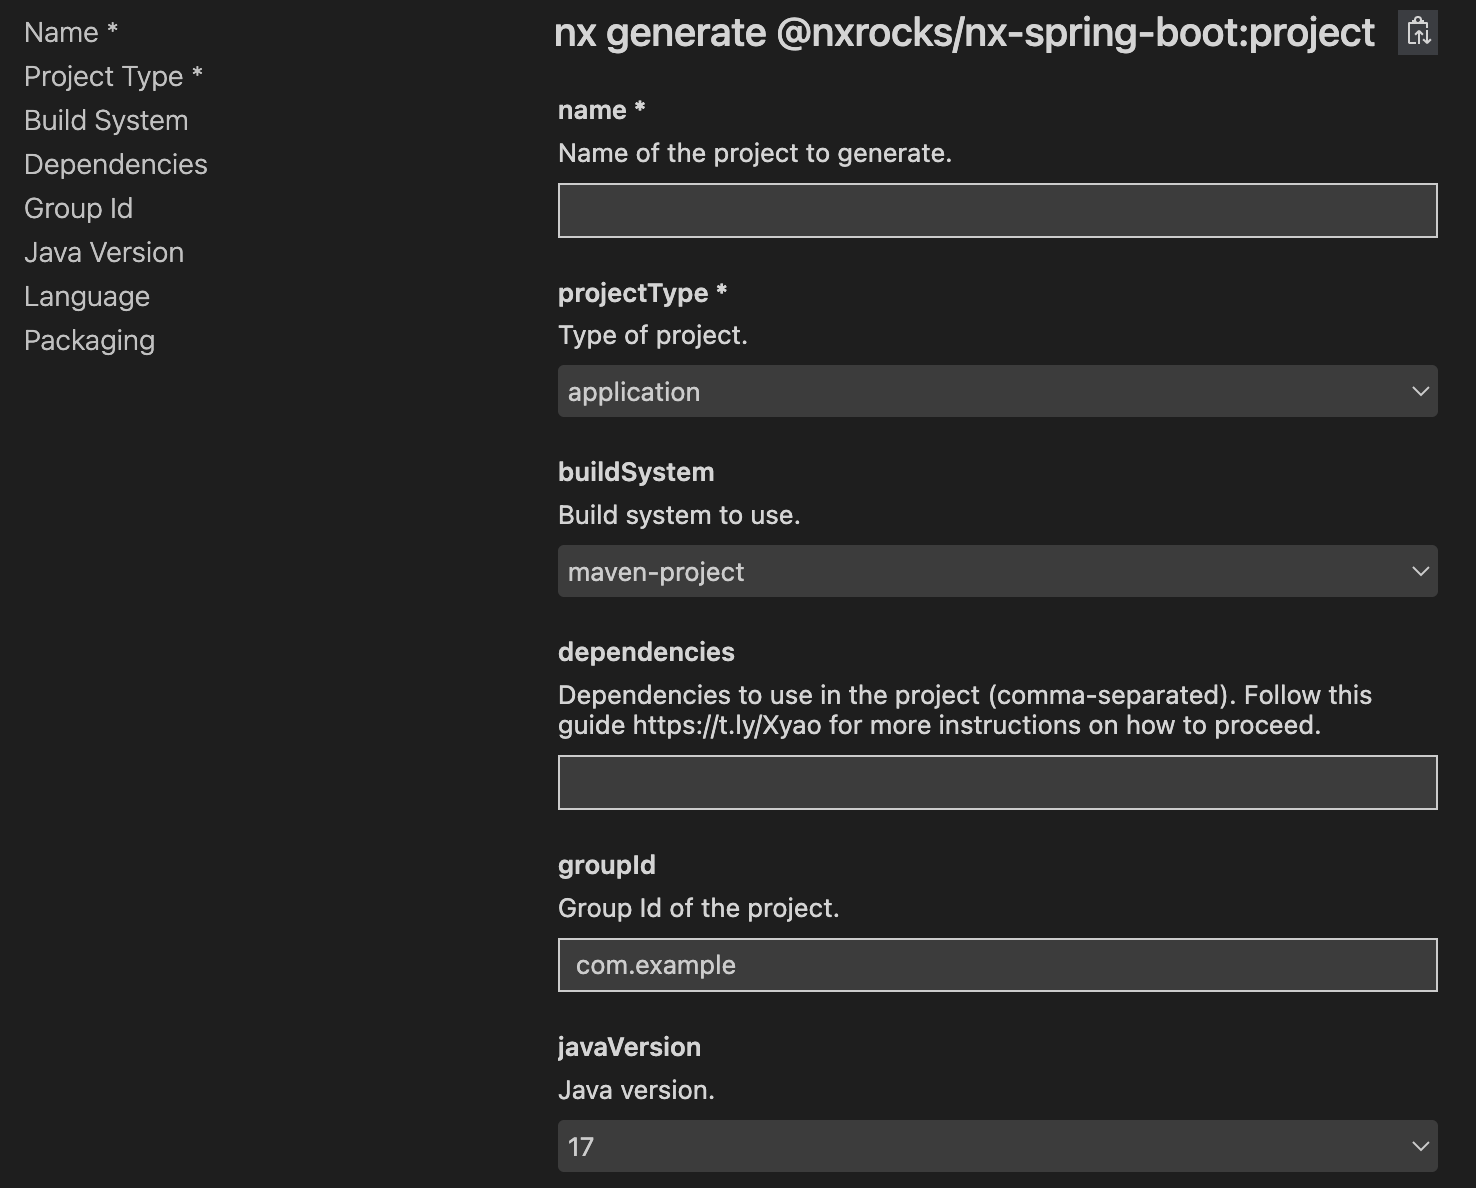 Name *
Project Type *
Build System
Dependencies
Group Id
Java Version
Language
Packaging
nx generate @nxrocks/nx-spring-boot:project
name *
Name of the project to generate.
projectType *
Type of project.
application
buildSystem
Build system to use.
maven-project
dependencies
Dependencies to use in the project (comma-separated). Follow this
guide https://t.ly/Xyao for more instructions on how to proceed.
groupId
Group Id of the project.
com.example
javaVersion
Java version.
17